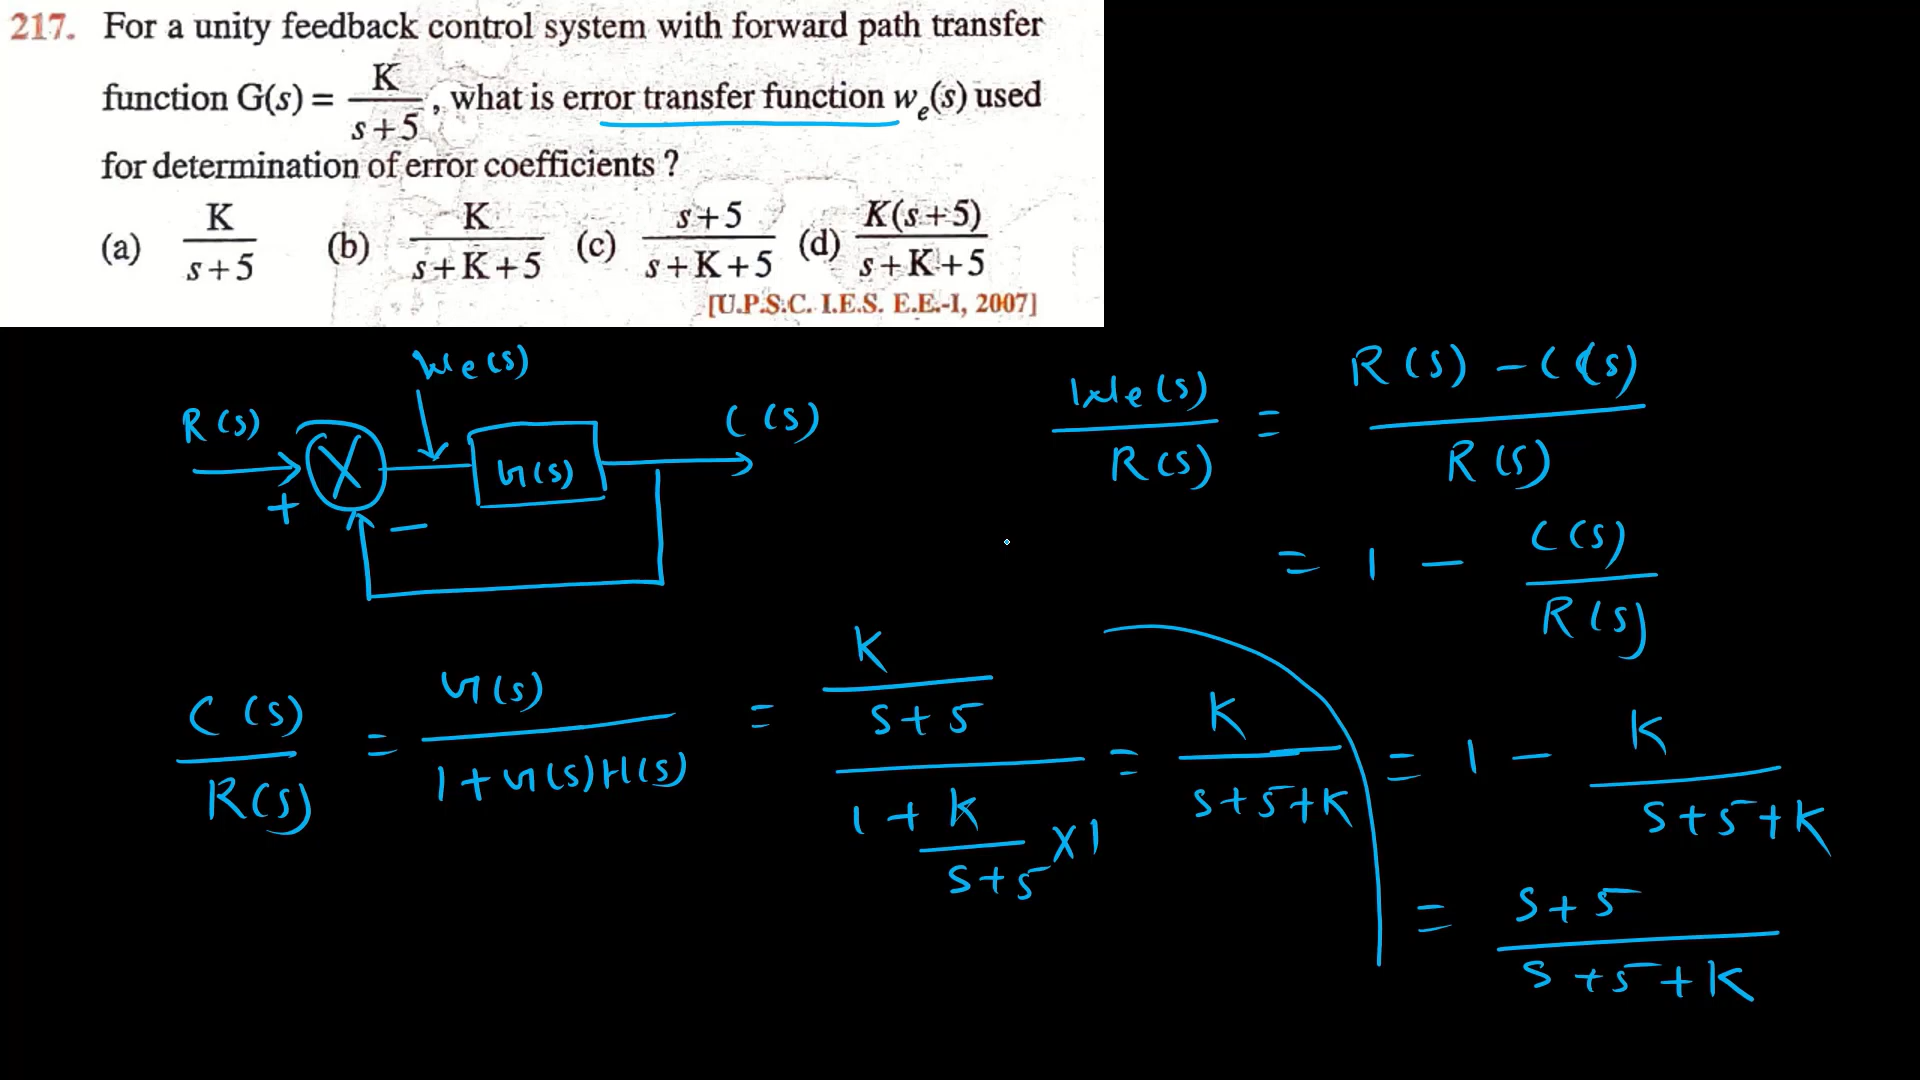 217. For a unity feedback control system with forward path transfer
function G(s) = K/(s+5), what is error transfer function w_e(s) used
for determination of error coefficients ?
(a) K/(s+5) (b) K/(s+K+5) (c) (s+5)/(s+K+5) (d) K(s+5)/(s+K+5)
[U.P.S.C. I.E.S. E.E.-I, 2007]
We(s)
R(s) + − G(s) C(s)
We(s)/R(s) = (R(s) − C(s))/R(s)
= 1 − C(s)/R(s)
C(s)/R(s) = G(s)/(1+G(s)H(s)) = (K/(s+5))/(1+K/(s+5) X1) = K/(s+5+K)
= 1 − K/(s+5+K)
= (s+5)/(s+5+K)